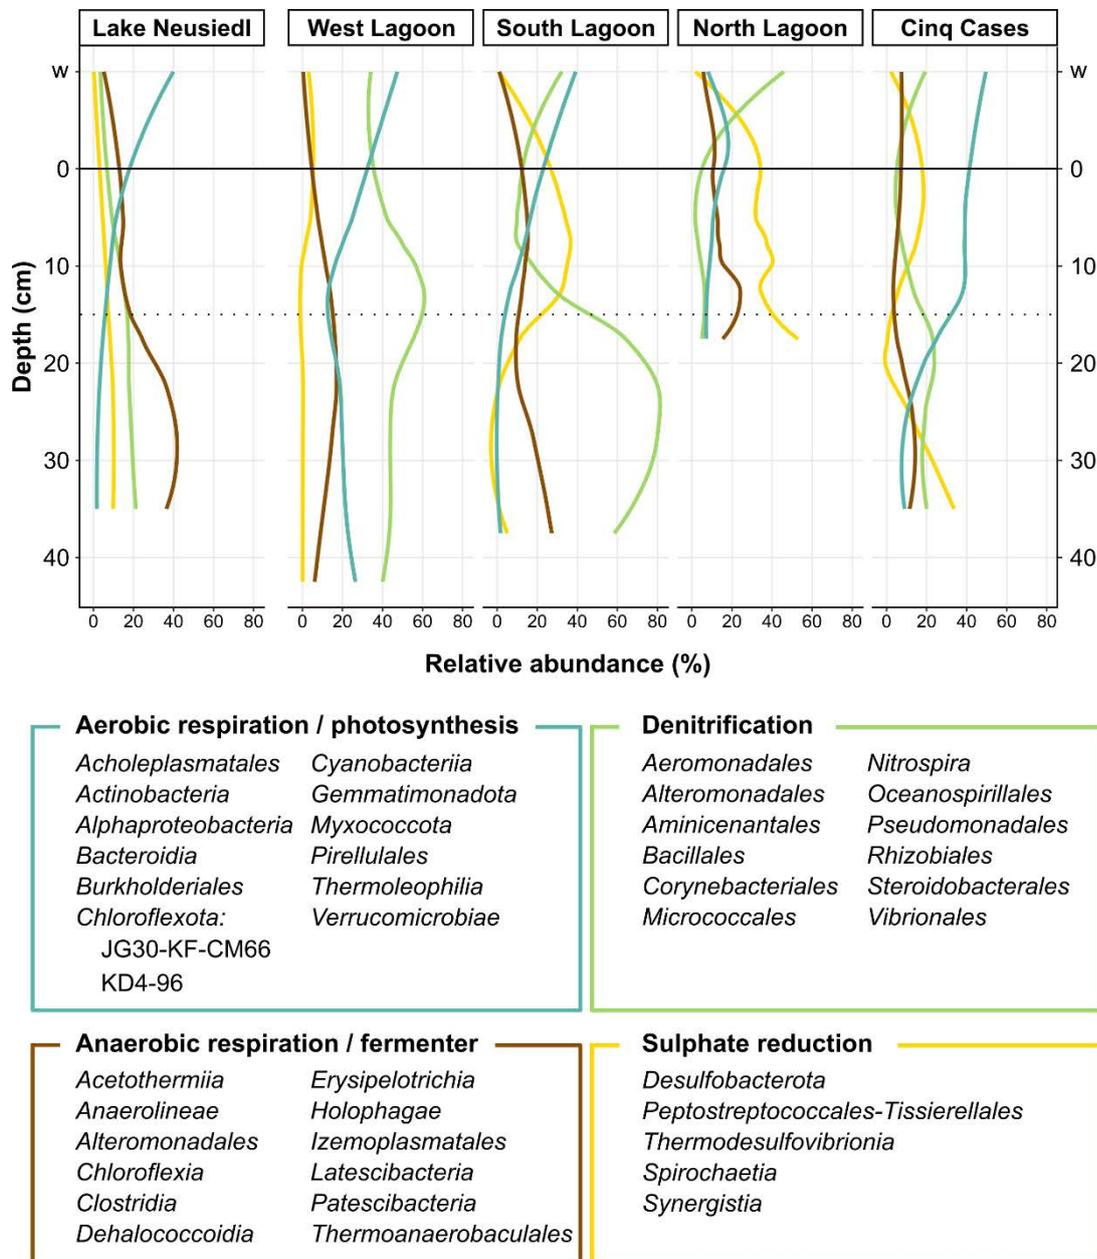 Lake Neusiedl
West Lagoon
South Lagoon
North Lagoon
Cinq Cases
w
w
0
0
10
10
20
20
30
30
40
40
Depth (cm)
0 20 40 60 80
0 20 40 60 80
0 20 40 60 80
0 20 40 60 80
0 20 40 60 80
Relative abundance (%)
Aerobic respiration / photosynthesis
Acholeplasmatales
Actinobacteria
Alphaproteobacteria
Bacteroidia
Burkholderiales
Chloroflexota:
JG30-KF-CM66
KD4-96
Cyanobacteriia
Gemmatimonadota
Myxococcota
Pirellulales
Thermoleophilia
Verrucomicrobiae
Denitrification
Aeromonadales
Alteromonadales
Aminicenantales
Bacillales
Corynebacteriales
Micrococcales
Nitrospira
Oceanospirillales
Pseudomonadales
Rhizobiales
Steroidobacterales
Vibrionales
Anaerobic respiration / fermenter
Acetothermiia
Anaerolineae
Alteromonadales
Chloroflexia
Clostridia
Dehalococcoidia
Erysipelotrichia
Holophagae
Izemoplasmatales
Latescibacteria
Patescibacteria
Thermoanaerobaculales
Sulphate reduction
Desulfobacterota
Peptostreptococcales-Tissierellales
Thermodesulfovibrionia
Spirochaetia
Synergistia